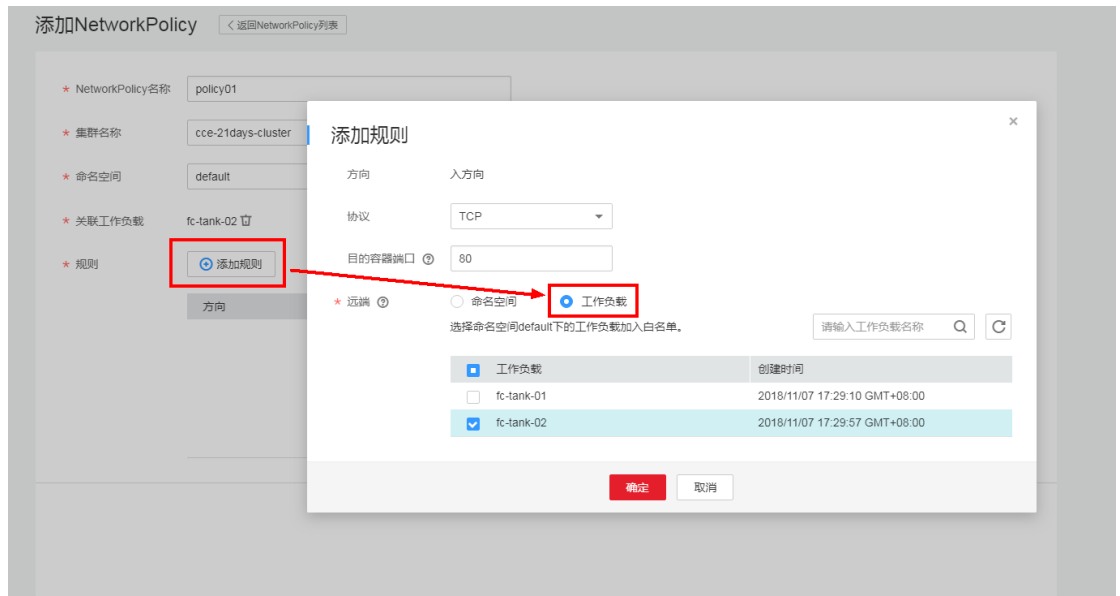 添加NetworkPolicy
< 返回NetworkPolicy列表
* NetworkPolicy名称 policy01
* 集群名称 cce-21days-cluster
* 命名空间 default
* 关联工作负载 fc-tank-02
* 规则 添加规则
方向
添加规则 ×
方向 入方向
协议 TCP
目的容器端口 ? 80
* 远端 ? 命名空间 工作负载
选择命名空间default下的工作负载加入白名单。 请输入工作负载名称
工作负载 创建时间
fc-tank-01 2018/11/07 17:29:10 GMT+08:00
fc-tank-02 2018/11/07 17:29:57 GMT+08:00
确定 取消